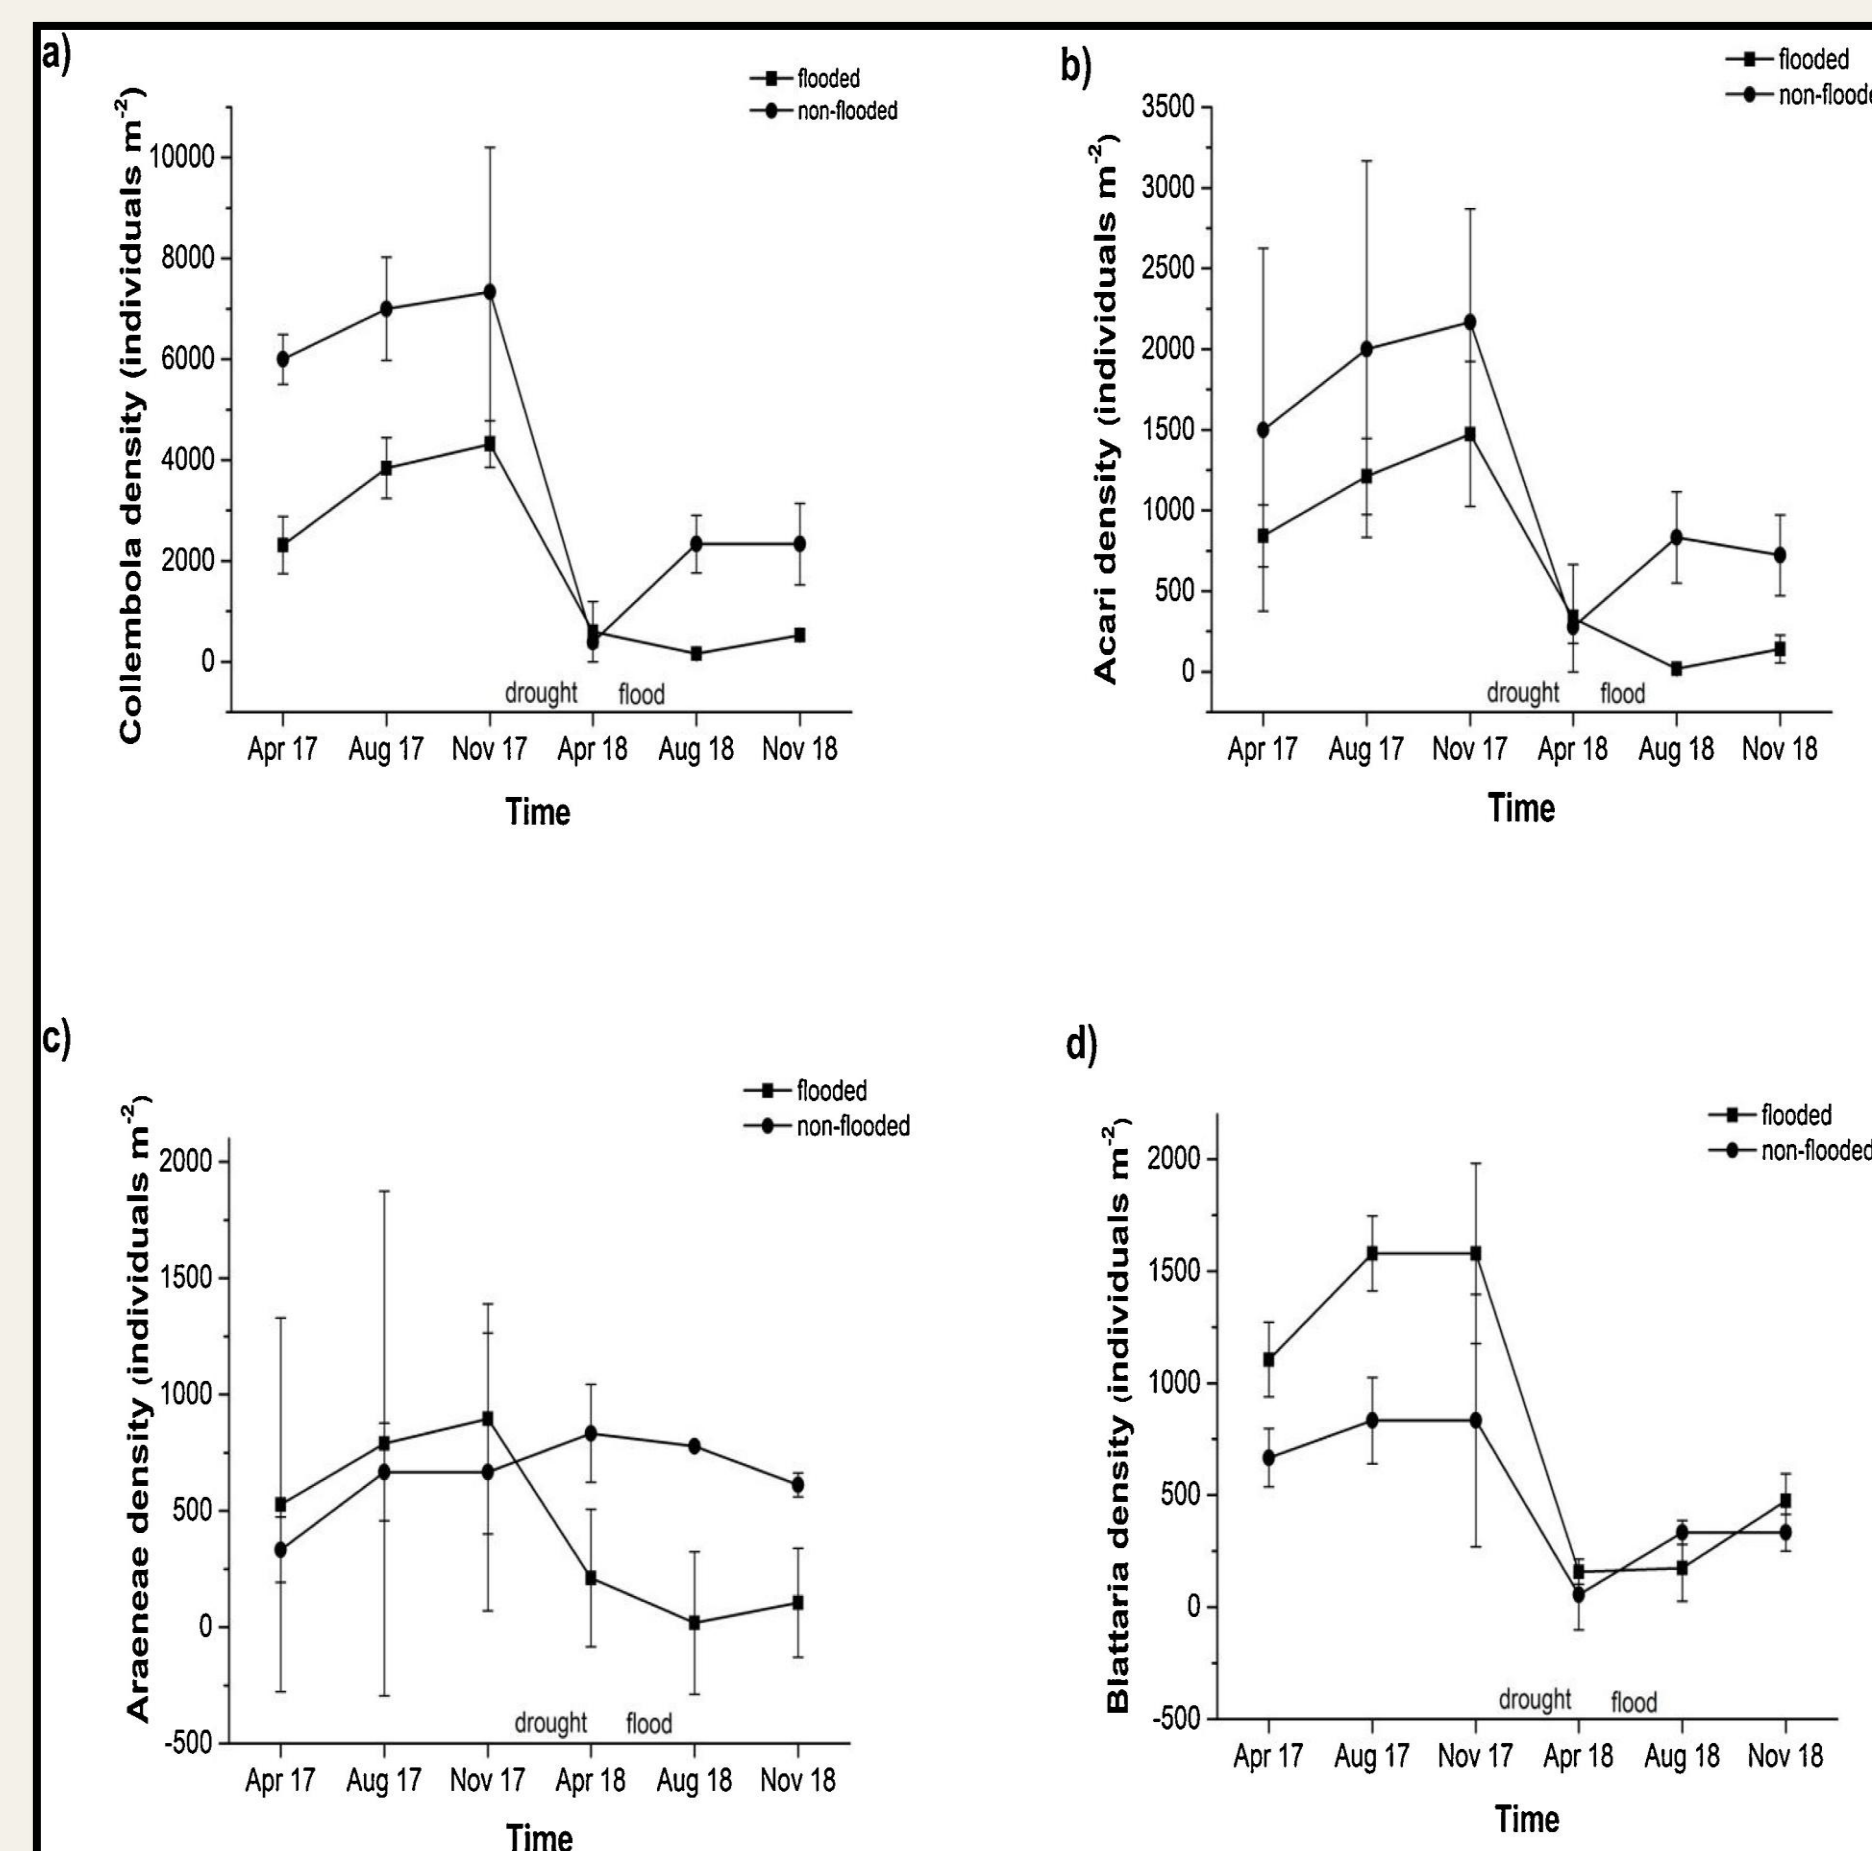 a)
flooded
non-flooded
Collembola density (individuals m-2)
10000
8000
6000
4000
2000
0
drought flood
Apr 17 Aug 17 Nov 17 Apr 18 Aug 18 Nov 18
Time
b)
flooded
non-floode
Acari density (individuals m-2)
3500
3000
2500
2000
1500
1000
500
0
drought flood
Apr 17 Aug 17 Nov 17 Apr 18 Aug 18 Nov 18
Time
c)
flooded
non-flooded
Araeneae density (individuals m-2)
2000
1500
1000
500
0
-500
drought flood
Apr 17 Aug 17 Nov 17 Apr 18 Aug 18 Nov 18
Time
d)
flooded
non-flooded
Blattaria density (individuals m-2)
2000
1500
1000
500
0
-500
drought flood
Apr 17 Aug 17 Nov 17 Apr 18 Aug 18 Nov 18
Time